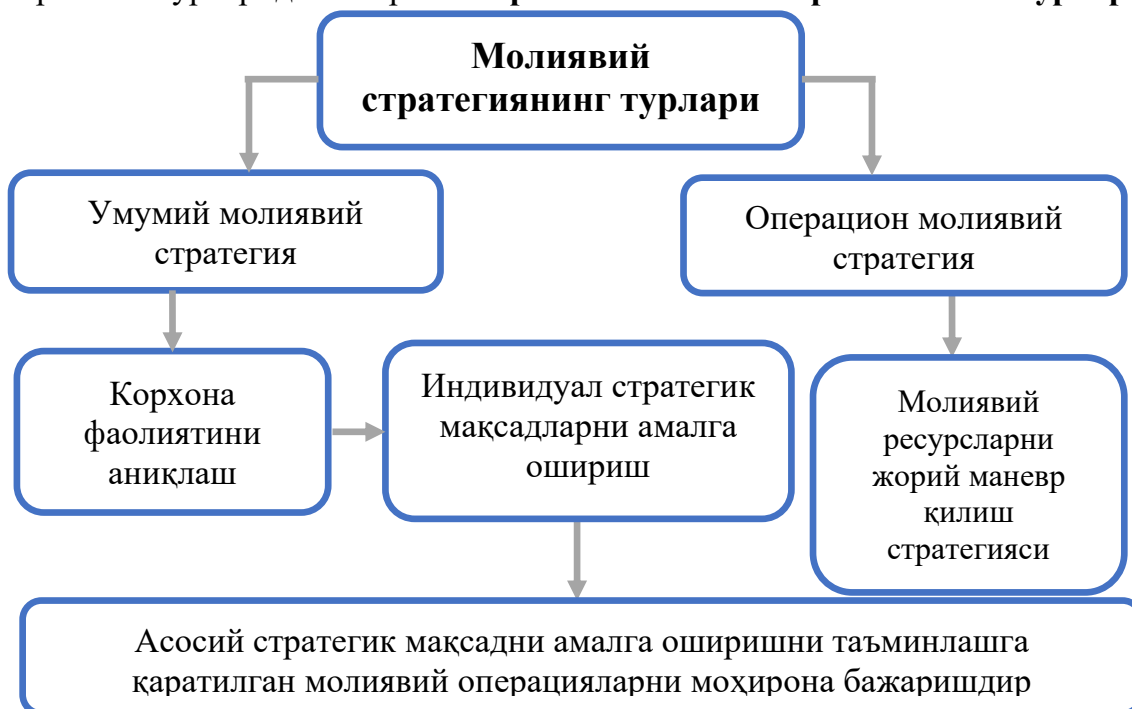 Молиявий
стратегиянинг турлари
Умумий молиявий
стратегия
Операцион молиявий
стратегия
Корхона
фаолиятини
аниқлаш
Индивидуал стратегик
мақсадларни амалга
ошириш
Молиявий
ресурсларни
жорий маневр
қилиш
стратегияси
Асосий стратегик мақсадни амалга оширишни таъминлашга
қаратилган молиявий операцияларни моҳирона бажаришдир